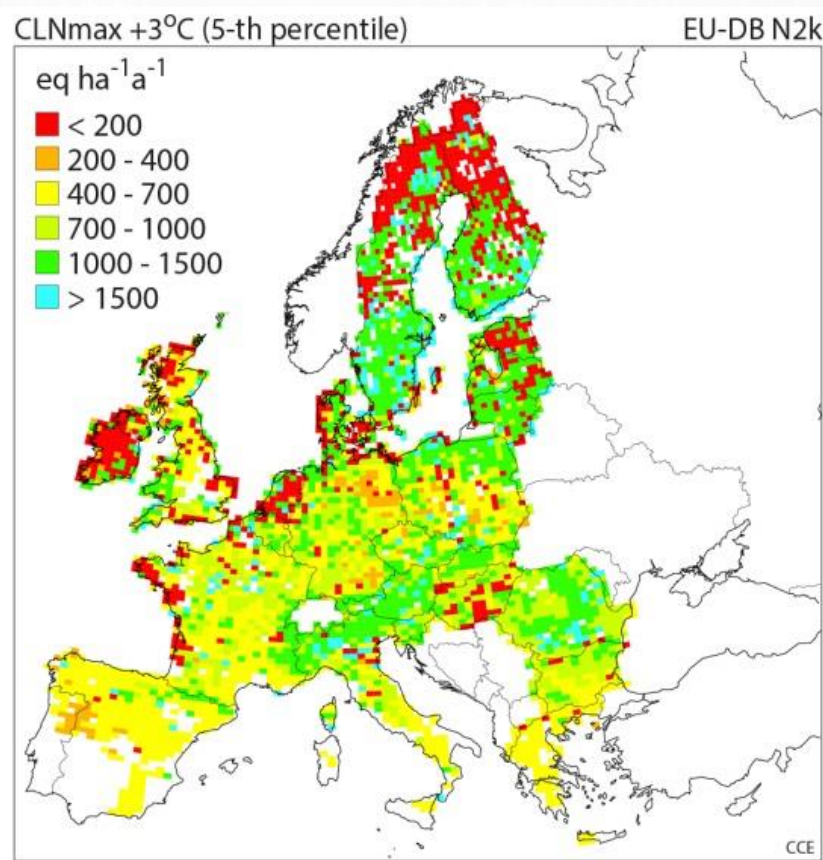 CLNmax +3°C (5-th percentile) EU-DB N2k
eq ha⁻¹a⁻¹
< 200
200 - 400
400 - 700
700 - 1000
1000 - 1500
> 1500
CCE